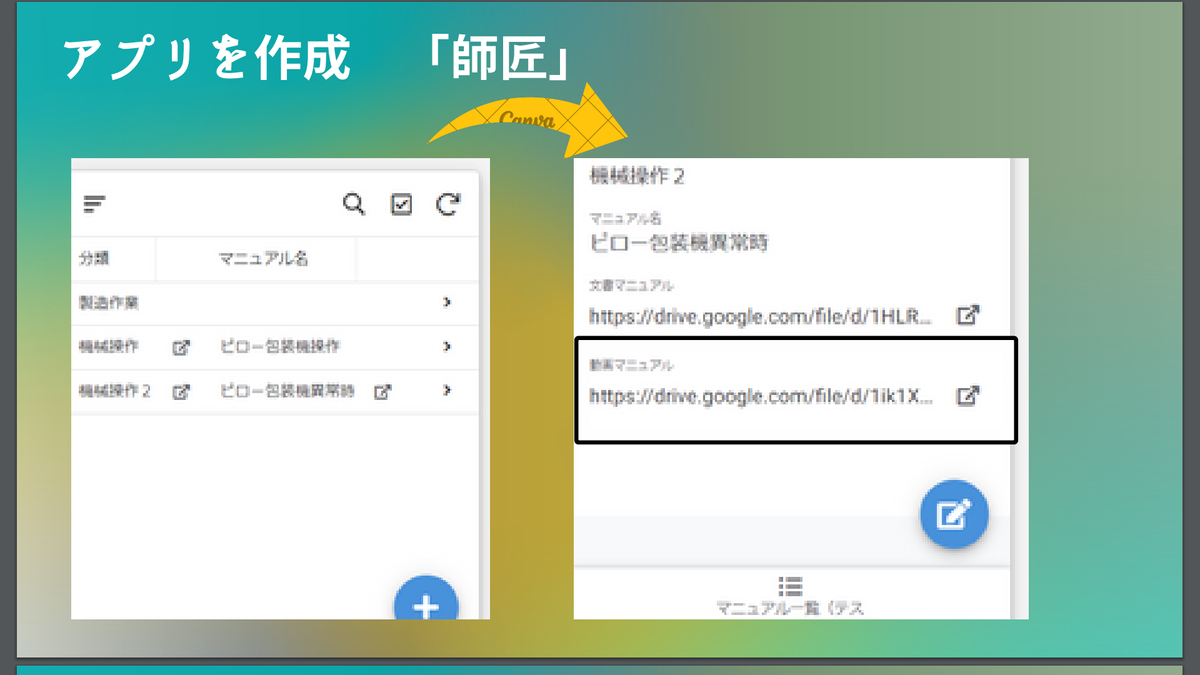 アプリを作成　「師匠」
Canva
分類 マニュアル名
製造作業
機械操作 ピロー包装機操作
機械操作２ ピロー包装機異常時
機械操作２
マニュアル名
ピロー包装機異常時
文書マニュアル
https://drive.google.com/file/d/1HLR...
動画マニュアル
https://drive.google.com/file/d/1ik1X...
マニュアル一覧（テス